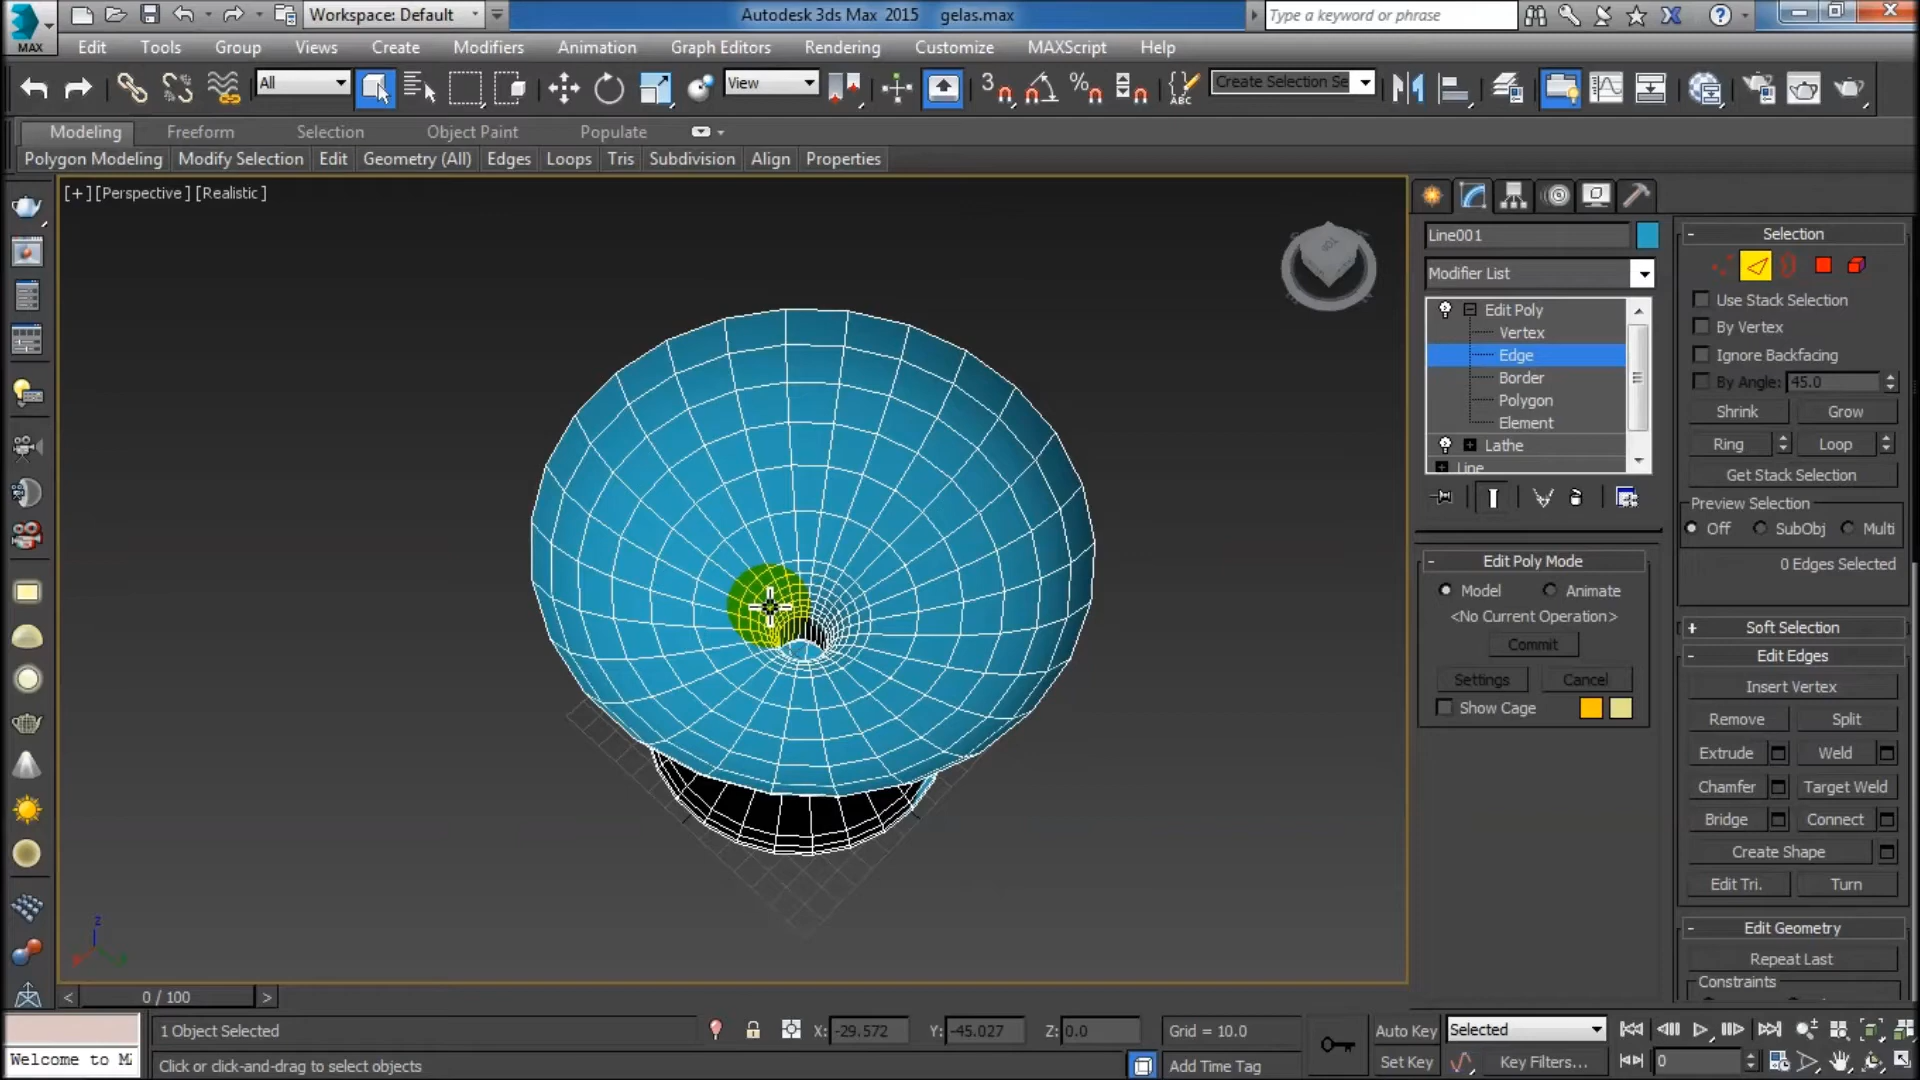 Workspace: Default
Autodesk 3ds Max 2015 gelas.max
Type a keyword or phrase
MAX
Edit Tools Group Views Create Modifiers Animation Graph Editors Rendering Customize MAXScript Help
All
View
3
%
ABC
Create Selection Se
Modeling Freeform Selection Object Paint Populate
Polygon Modeling Modify Selection Edit Geometry (All) Edges Loops Tris Subdivision Align Properties
[+] [Perspective] [Realistic]
TOP
Line001
Modifier List
Edit Poly
Vertex
Edge
Border
Polygon
Element
Lathe
Line
- Edit Poly Mode
Model Animate
<No Current Operation>
Commit
Settings Cancel
Show Cage
- Selection
Use Stack Selection
By Vertex
Ignore Backfacing
By Angle: 45.0
Shrink Grow
Ring Loop
Get Stack Selection
Preview Selection
Off SubObj Multi
0 Edges Selected
+ Soft Selection
- Edit Edges
Insert Vertex
Remove Split
Extrude Weld
Chamfer Target Weld
Bridge Connect
Create Shape
Edit Tri. Turn
- Edit Geometry
Repeat Last
Constraints
z
< 0 / 100 >
1 Object Selected
X: -29.572 Y: -45.027 Z: 0.0 Grid = 10.0
Auto Key Selected
Welcome to M
Click or click-and-drag to select objects
Add Time Tag
Set Key Key Filters... 0